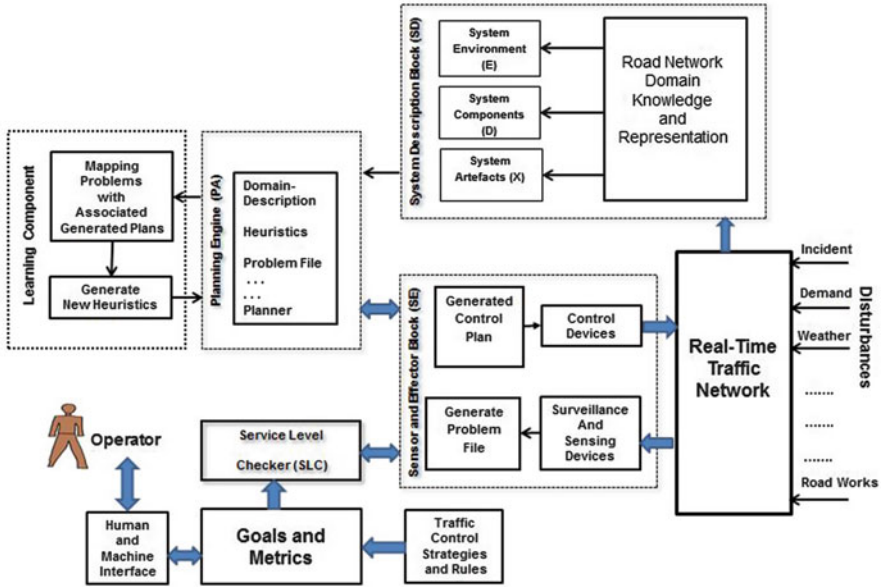 System Description Block (SD)
System
Environment
(E)
System
Components
(D)
System
Artefacts (X)
Road Network
Domain
Knowledge
and
Representation
Learning Component
Mapping
Problems
with
Associated
Generated Plans
Generate
New Heuristics
Planning Engine (PA)
Domain-
Description
Heuristics
Problem File
...
...
Planner
Sensor and Effector Block (SE)
Generated
Control
Plan
Control
Devices
Generate
Problem
File
Surveillance
And
Sensing
Devices
Real-Time
Traffic
Network
Incident
Demand
Weather
......
......
......
Road Works
Disturbances
Operator
Service Level
Checker (SLC)
Human
and
Machine
Interface
Goals and
Metrics
Traffic
Control
Strategies
and Rules